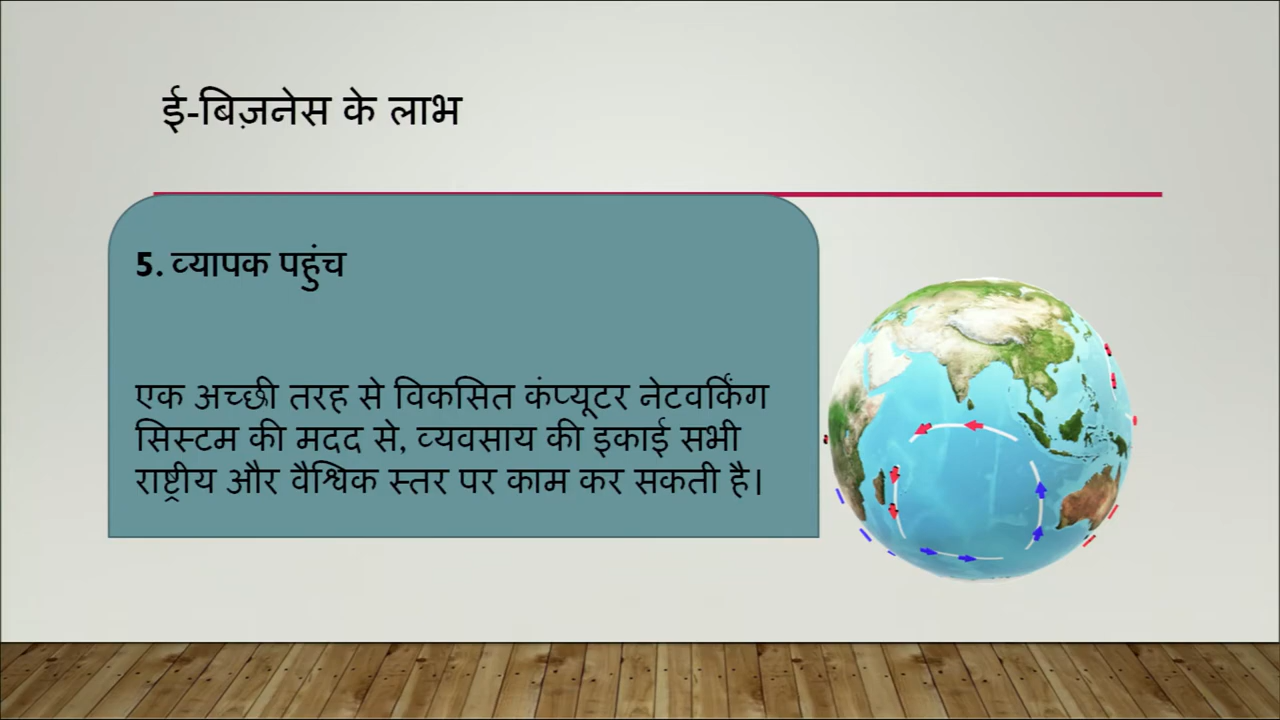 ई-बिज़नेस के लाभ
5. व्यापक पहुंच
एक अच्छी तरह से विकसित कंप्यूटर नेटवर्किंग
सिस्टम की मदद से, व्यवसाय की इकाई सभी
राष्ट्रीय और वैश्विक स्तर पर काम कर सकती है।